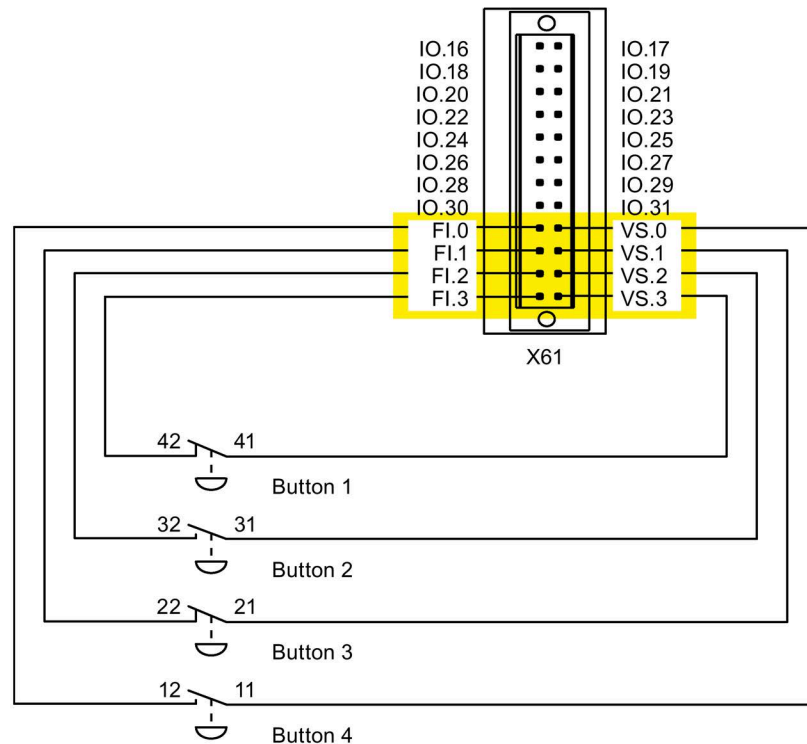 IO.16 IO.17
IO.18 IO.19
IO.20 IO.21
IO.22 IO.23
IO.24 IO.25
IO.26 IO.27
IO.28 IO.29
IO.30 IO.31
FI.0 VS.0
FI.1 VS.1
FI.2 VS.2
FI.3 VS.3
X61
42 41
Button 1
32 31
Button 2
22 21
Button 3
12 11
Button 4